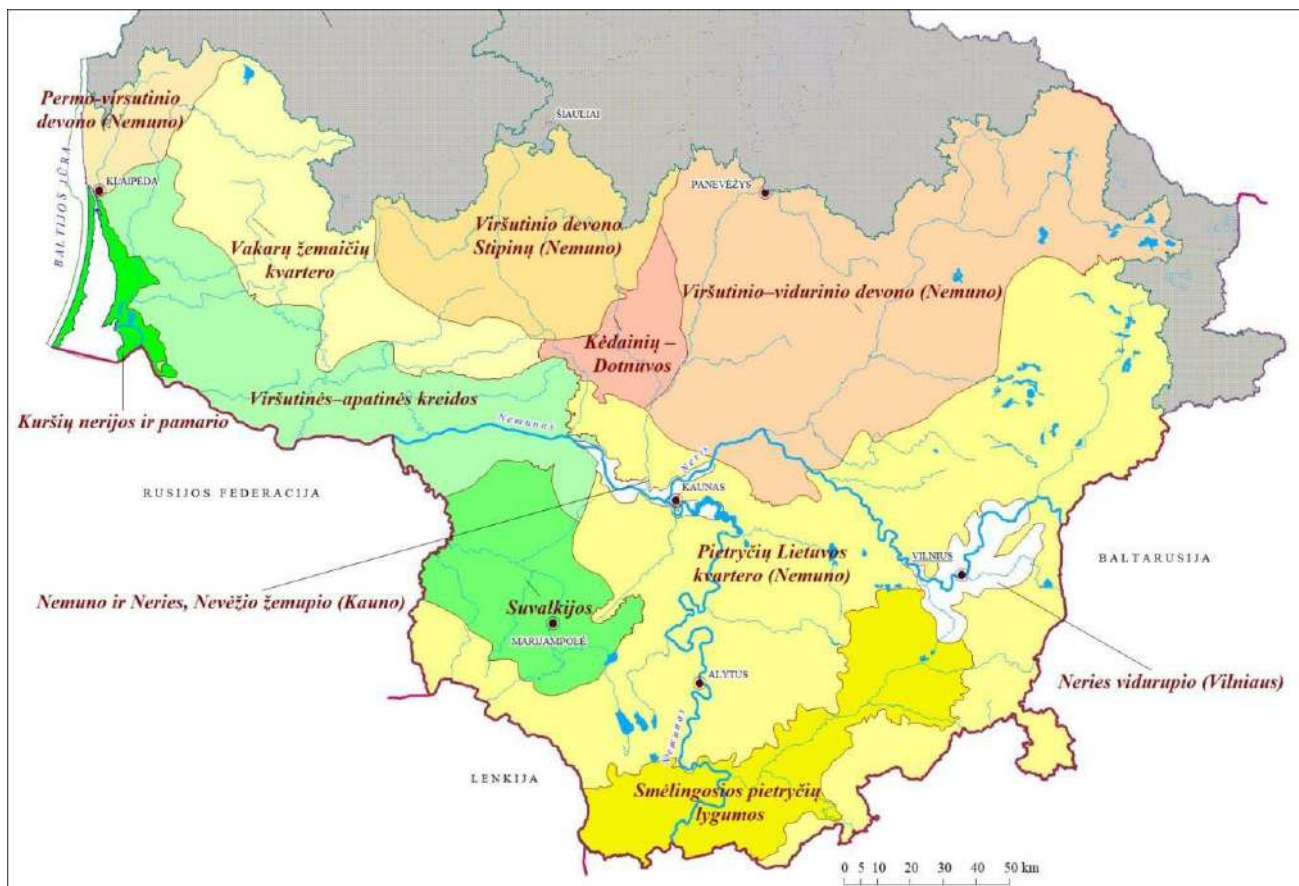 Permo-viršutinio
devono (Nemuno)
ŠIAULIAI
BALTIJOS JŪRA
KLAIPĖDA
PANEVĖŽYS
Vakarų žemaičių
kvartero
Viršutinio devono
Stipinų (Nemuno)
Viršutinio–vidurinio devono (Nemuno)
Kėdainių –
Dotnuvos
Viršutinės–apatinės kreidos
Kuršių nerijos ir pamario
Nemunas
Neris
RUSIJOS FEDERACIJA
KAUNAS
Pietryčių Lietuvos
kvartero (Nemuno)
VILNIUS
BALTARUSIJA
Nemuno ir Neries, Nevėžio žemupio (Kauno)
Suvalkijos
MARIJAMPOLĖ
ALYTUS
Neries vidurupio (Vilniaus)
Nemunas
LENKIJA
Smėlingosios pietryčių
lygumos
0 5 10 20 30 40 50 km